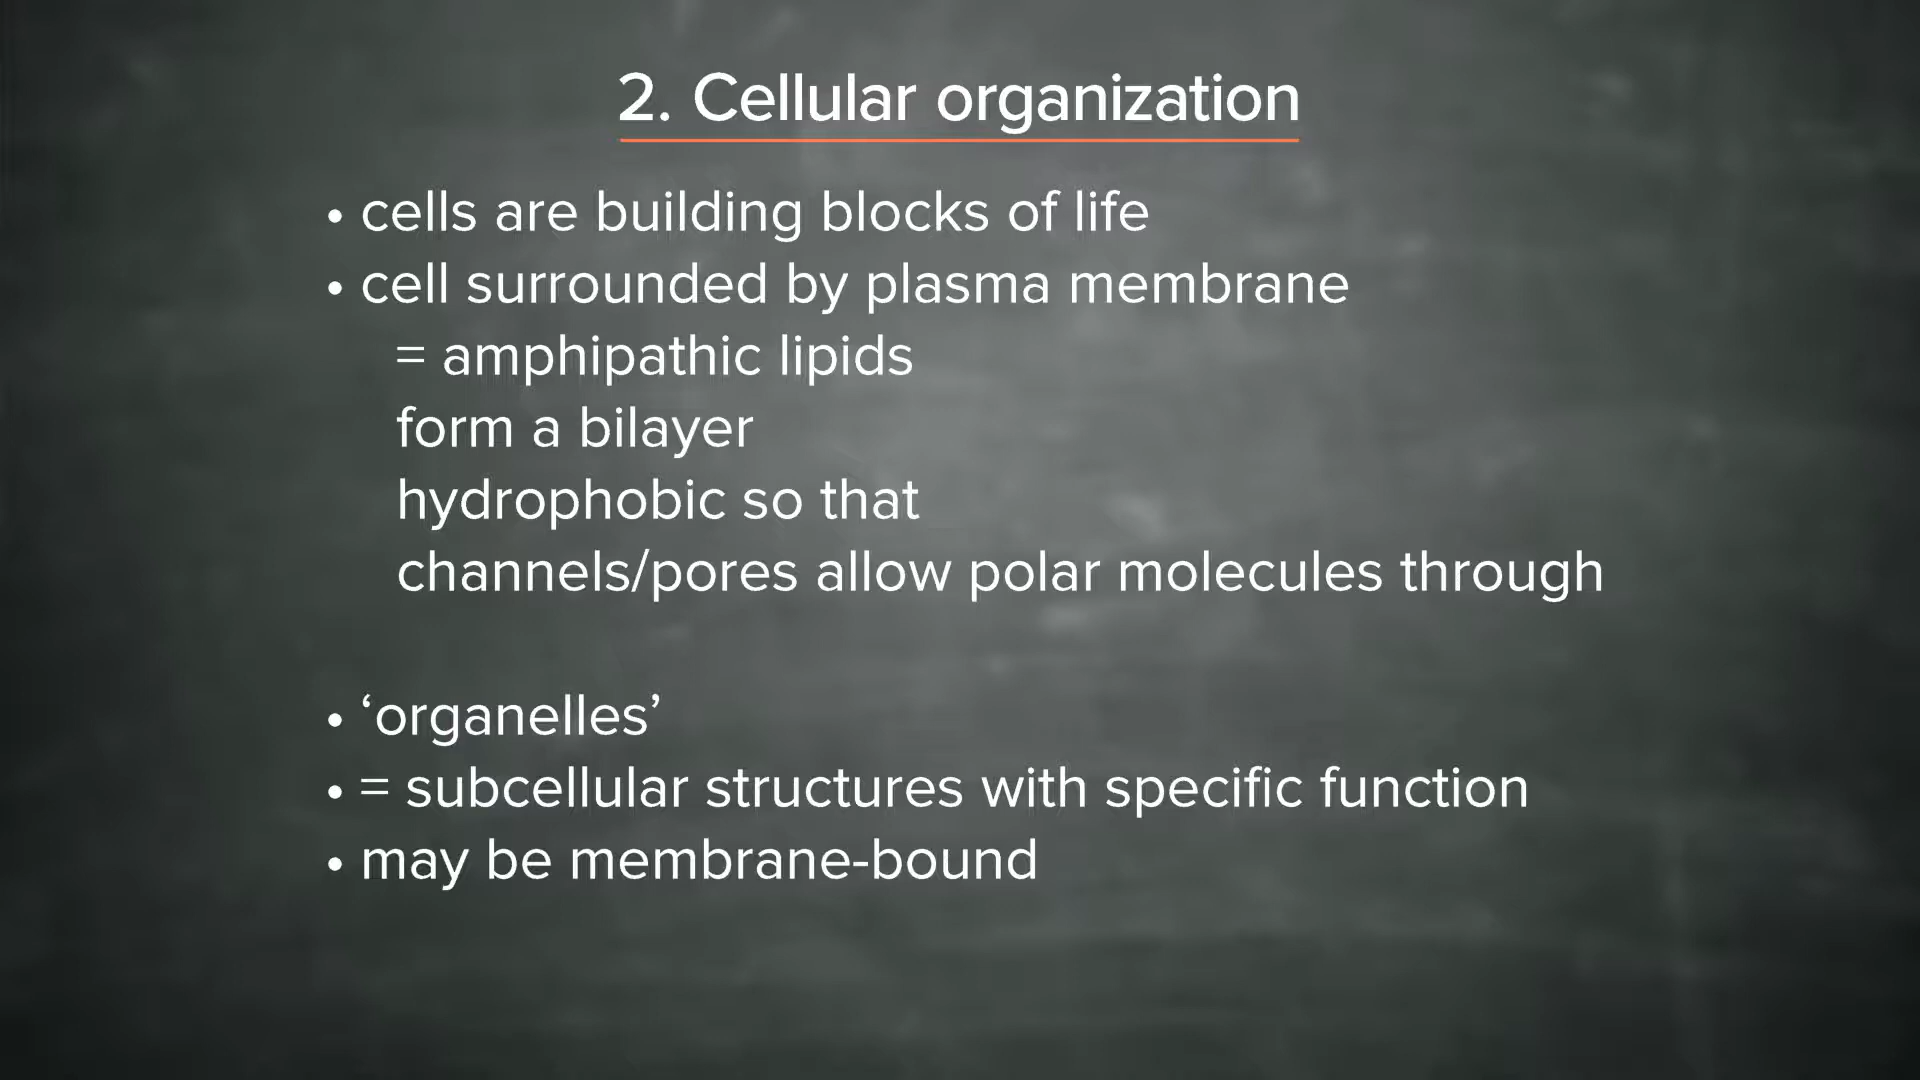 2. Cellular organization
• cells are building blocks of life
• cell surrounded by plasma membrane
= amphipathic lipids
form a bilayer
hydrophobic so that
channels/pores allow polar molecules through
• ‘organelles’
• = subcellular structures with specific function
• may be membrane-bound